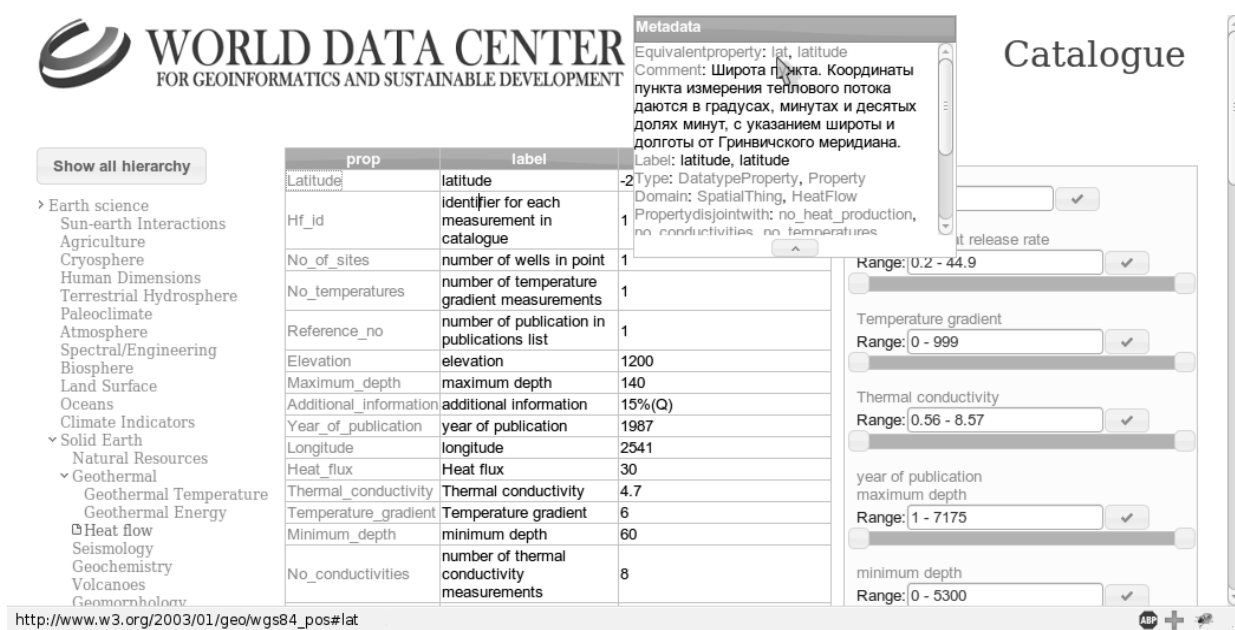 WORLD DATA CENTER
FOR GEOINFORMATICS AND SUSTAINABLE DEVELOPMENT
Catalogue
Metadata
Equivalentproperty: lat, latitude
Comment: Широта пункта. Координаты
пункта измерения теплового потока
даются в градусах, минутах и десятых
долях минут, с указанием широты и
долготы от Гринвичского меридиана.
Label: latitude, latitude
Type: DatatypeProperty, Property
Domain: SpatialThing, HeatFlow
Propertydisjointwith: no_heat_production,
no_conductivities, no_temperatures
Show all hierarchy
Earth science
Sun-earth Interactions
Agriculture
Cryosphere
Human Dimensions
Terrestrial Hydrosphere
Paleoclimate
Atmosphere
Spectral/Engineering
Biosphere
Land Surface
Oceans
Climate Indicators
Solid Earth
Natural Resources
Geothermal
Geothermal Temperature
Geothermal Energy
Heat flow
Seismology
Geochemistry
Volcanoes
Geomorphology
prop label
Latitude latitude -2
Hf_id identifier for each
measurement in
catalogue 1
No_of_sites number of wells in point 1
No_temperatures number of temperature
gradient measurements 1
Reference_no number of publication in
publications list 1
Elevation elevation 1200
Maximum_depth maximum depth 140
Additional_information additional information 15%(Q)
Year_of_publication year of publication 1987
Longitude longitude 2541
Heat_flux Heat flux 30
Thermal_conductivity Thermal conductivity 4.7
Temperature_gradient Temperature gradient 6
Minimum_depth minimum depth 60
No_conductivities number of thermal
conductivity
measurements 8
release rate
Range: 0.2 - 44.9
Temperature gradient
Range: 0 - 999
Thermal conductivity
Range: 0.56 - 8.57
year of publication
maximum depth
Range: 1 - 7175
minimum depth
Range: 0 - 5300
http://www.w3.org/2003/01/geo/wgs84_pos#lat
ABP